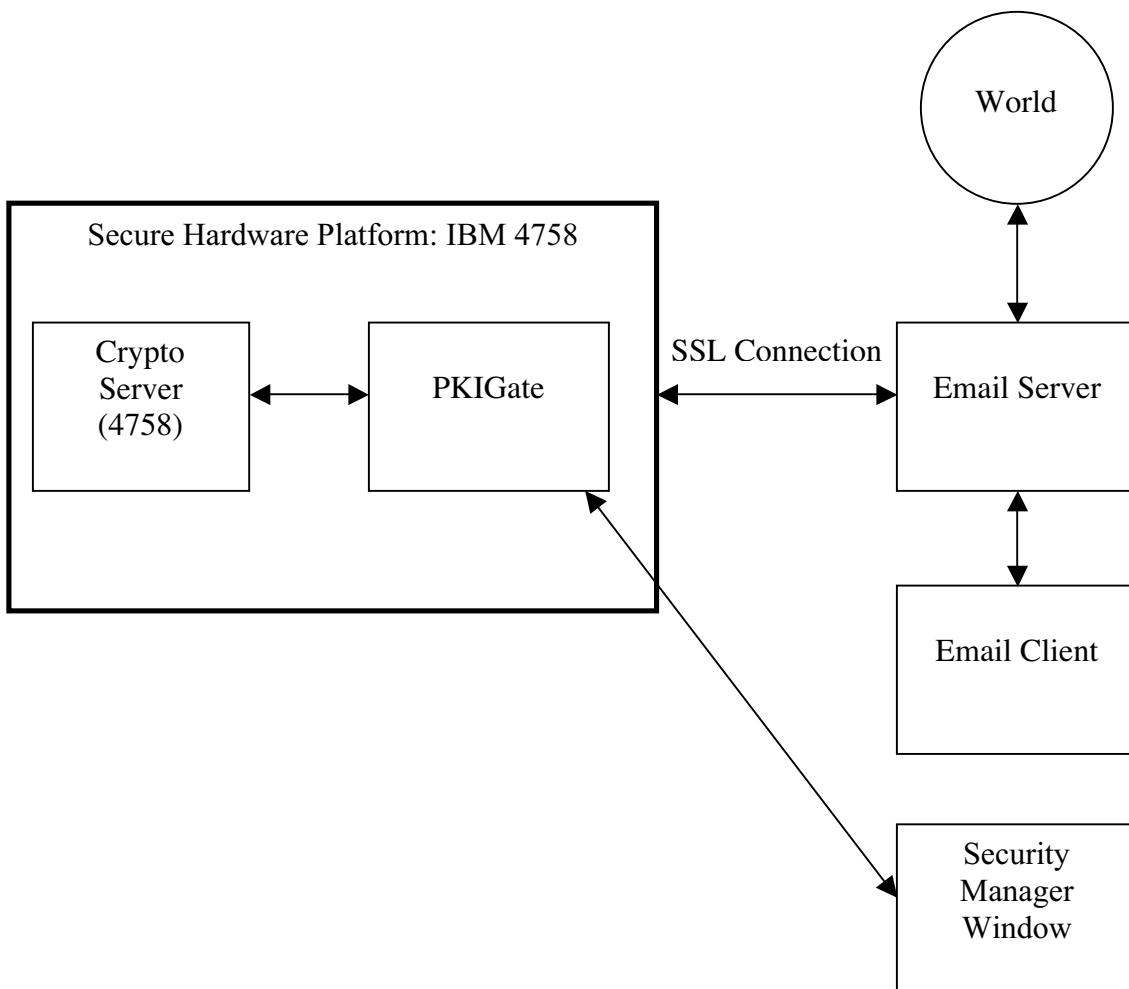 World
Secure Hardware Platform: IBM 4758
Crypto
Server
(4758)
PKIGate
SSL Connection
Email Server
Email Client
Security
Manager
Window